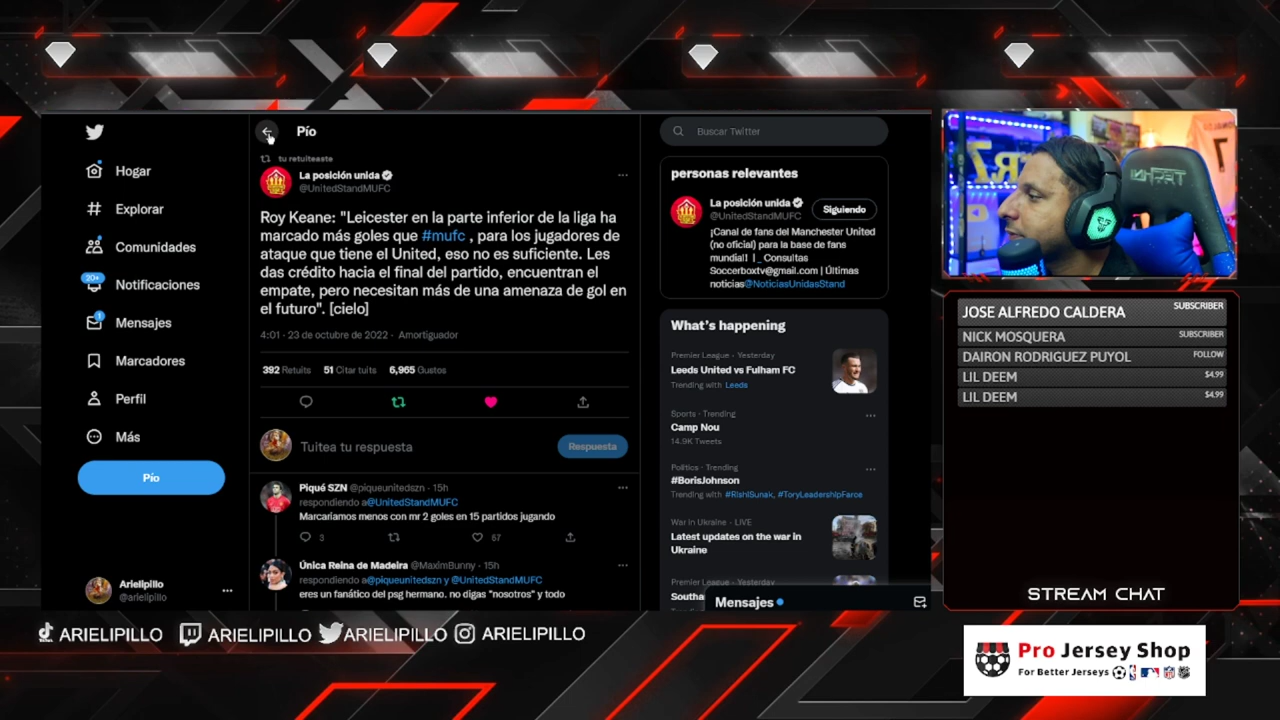 Hogar
Explorar
Comunidades
20+
Notificaciones
1
Mensajes
Marcadores
Perfil
Más
Pío
Arielipillo
@arielipillo
Pío
tu retuiteaste
La posición unida
@UnitedStandMUFC
Roy Keane: "Leicester en la parte inferior de la liga ha
marcado más goles que #mufc , para los jugadores de
ataque que tiene el United, eso no es suficiente. Les
das crédito hacia el final del partido, encuentran el
empate, pero necesitan más de una amenaza de gol en
el futuro". [cielo]
4:01 · 23 de octubre de 2022 · Amortiguador
392 Retuits 51 Citar tuits 6,965 Gustos
Tuitea tu respuesta
Respuesta
Piqué SZN @piqueunitedszn · 15h
respondiendo a@UnitedStandMUFC
Marcaríamos menos con mr 2 goles en 15 partidos jugando
3 67
Única Reina de Madeira @MaximBunny · 15h
respondiendo a@piqueunitedszn y @UnitedStandMUFC
eres un fanático del psg hermano. no digas "nosotros" y todo
Buscar Twitter
personas relevantes
La posición unida
@UnitedStandMUFC
Siguiendo
¡Canal de fans del Manchester United
(no oficial) para la base de fans
mundial! | _ Consultas
Soccerboxtv@gmail.com | Últimas
noticias@NoticiasUnidasStand
What's happening
Premier League · Yesterday
Leeds United vs Fulham FC
Trending with Leeds
Sports · Trending
Camp Nou
14.9K Tweets
Politics · Trending
#BorisJohnson
Trending with #RishiSunak, #ToryLeadershipFarce
War in Ukraine · LIVE
Latest updates on the war in
Ukraine
Premier League · Yesterday
Southa
Mensajes
JOSE ALFREDO CALDERA SUBSCRIBER
NICK MOSQUERA SUBSCRIBER
DAIRON RODRIGUEZ PUYOL FOLLOW
LIL DEEM $4.99
LIL DEEM $4.99
STREAM CHAT
ARIELIPILLO ARIELIPILLO ARIELIPILLO ARIELIPILLO
Pro Jersey Shop
For Better Jerseys